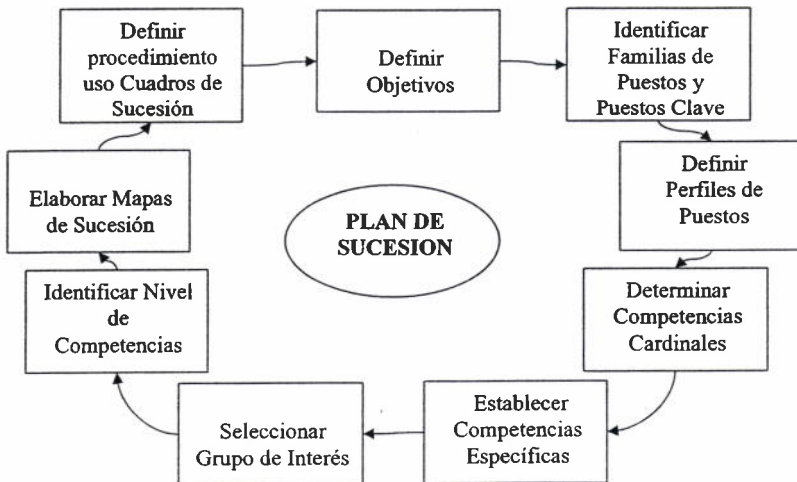 Definir
procedimiento
uso Cuadros de
Sucesión
Definir
Objetivos
Identificar
Familias de
Puestos y
Puestos Clave
Definir
Perfiles de
Puestos
Determinar
Competencias
Cardinales
Establecer
Competencias
Específicas
Seleccionar
Grupo de Interés
Identificar Nivel
de
Competencias
Elaborar Mapas
de Sucesión
PLAN DE
SUCESION